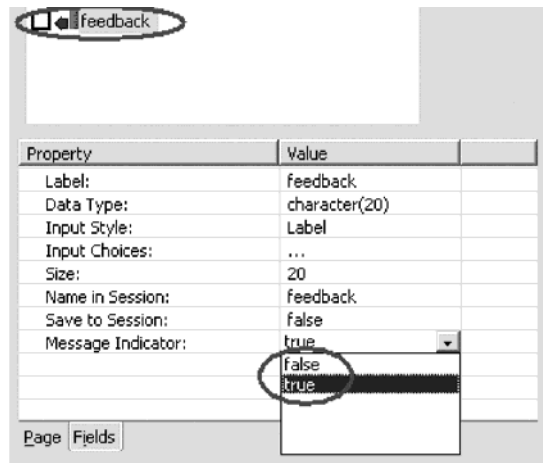 feedback
Property Value
Label: feedback
Data Type: character(20)
Input Style: Label
Input Choices: ...
Size: 20
Name in Session: feedback
Save to Session: false
Message Indicator: true
false
true
Page Fields